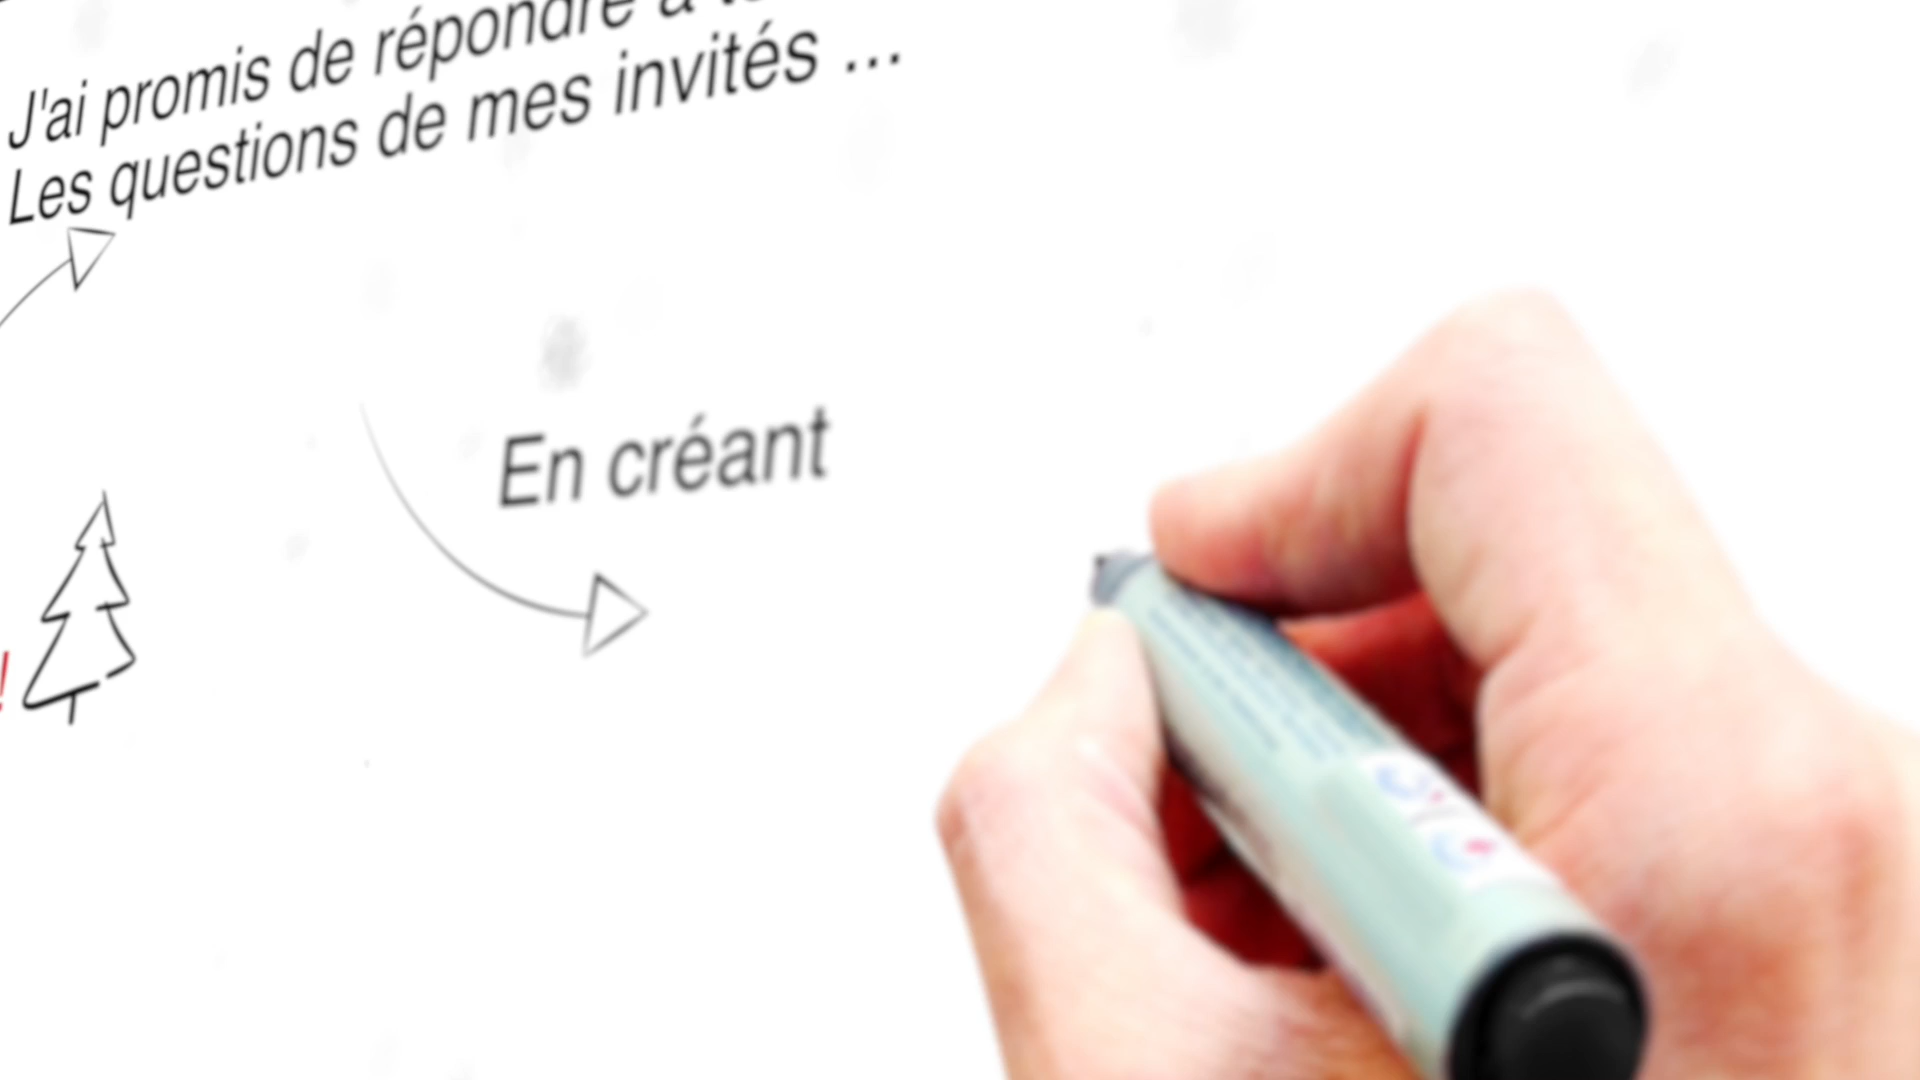 J'ai promis de répondre à
Les questions de mes invités ...
En créant
!